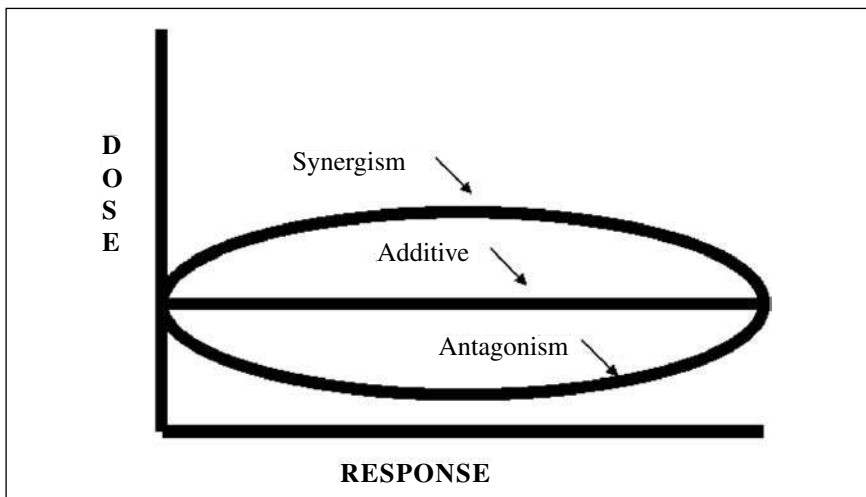 D
O
S
E
Synergism
Additive
Antagonism
RESPONSE